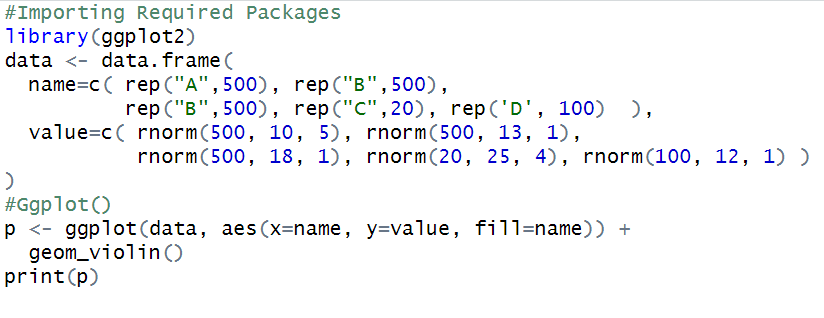 #Importing Required Packages
library(ggplot2)
data <- data.frame(
  name=c( rep("A",500), rep("B",500),
          rep("B",500), rep("C",20), rep('D', 100)  ),
  value=c( rnorm(500, 10, 5), rnorm(500, 13, 1),
           rnorm(500, 18, 1), rnorm(20, 25, 4), rnorm(100, 12, 1) )
)
#Ggplot()
p <- ggplot(data, aes(x=name, y=value, fill=name)) +
  geom_violin()
print(p)